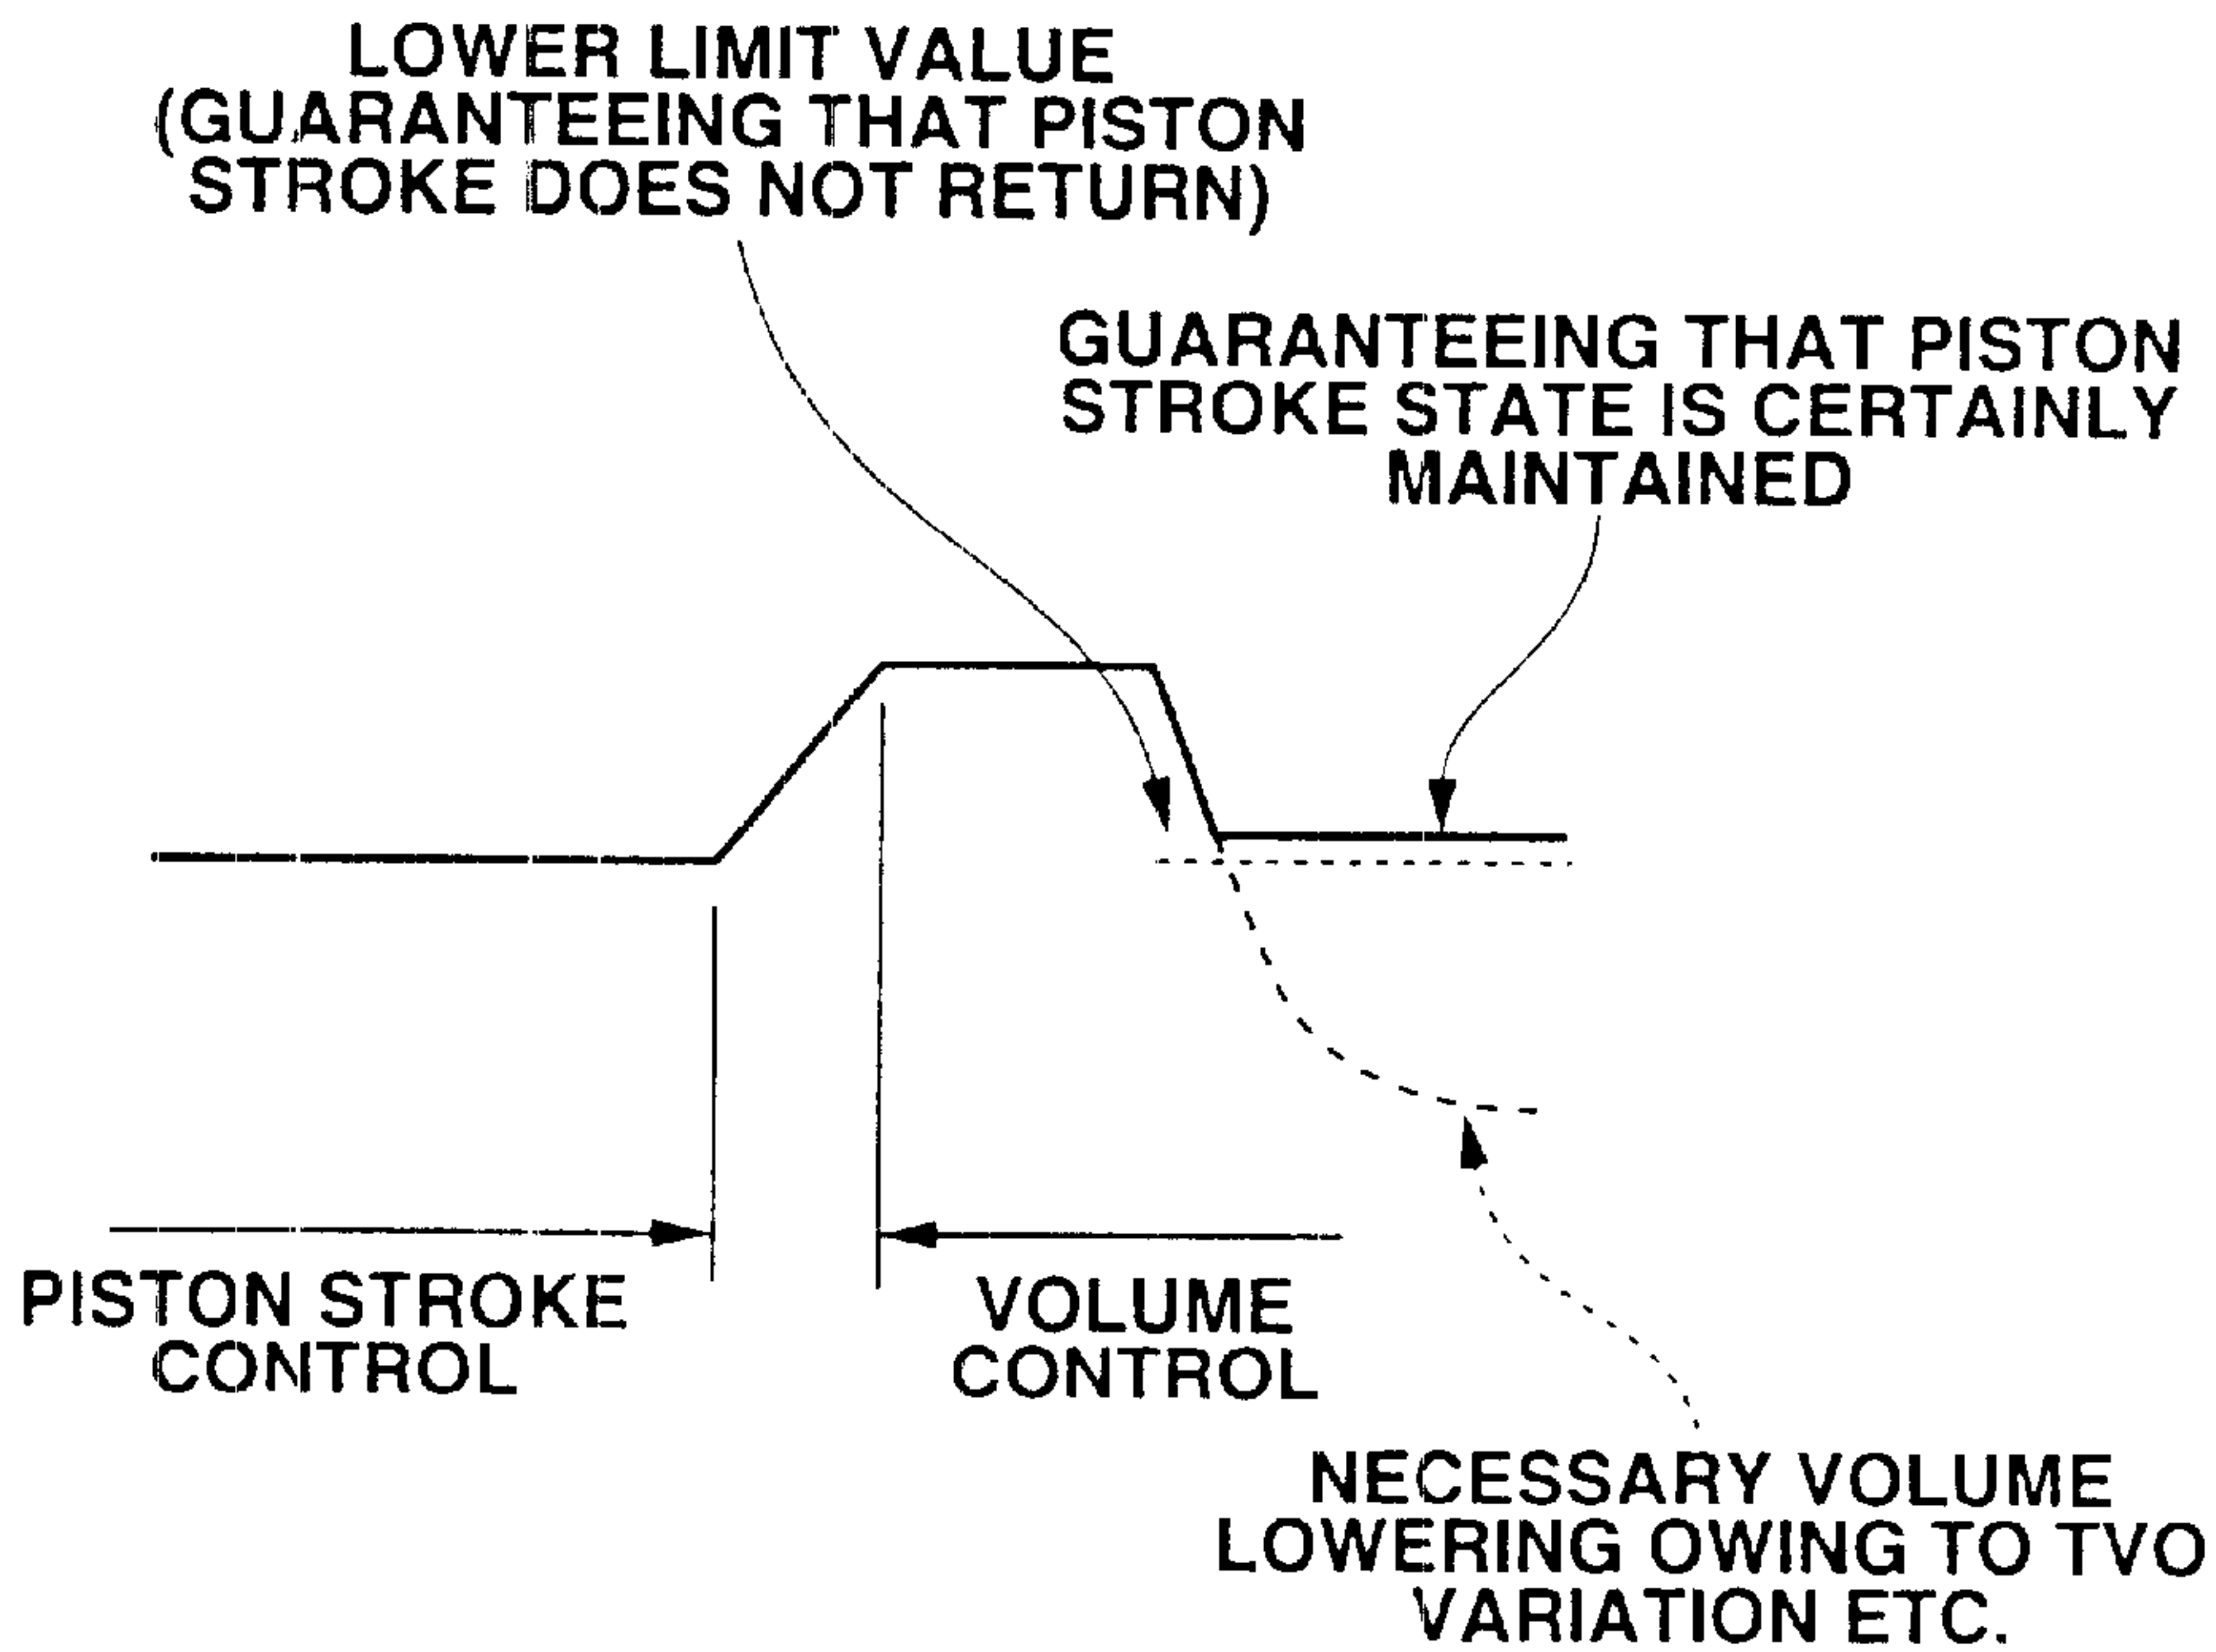 LOWER LIMIT VALUE
(GUARANTEEING THAT PISTON
STROKE DOES NOT RETURN)
GUARANTEEING THAT PISTON
STROKE STATE IS CERTAINLY
MAINTAINED
PISTON STROKE
CONTROL
VOLUME
CONTROL
NECESSARY VOLUME
LOWERING OWING TO TVO
VARIATION ETC.